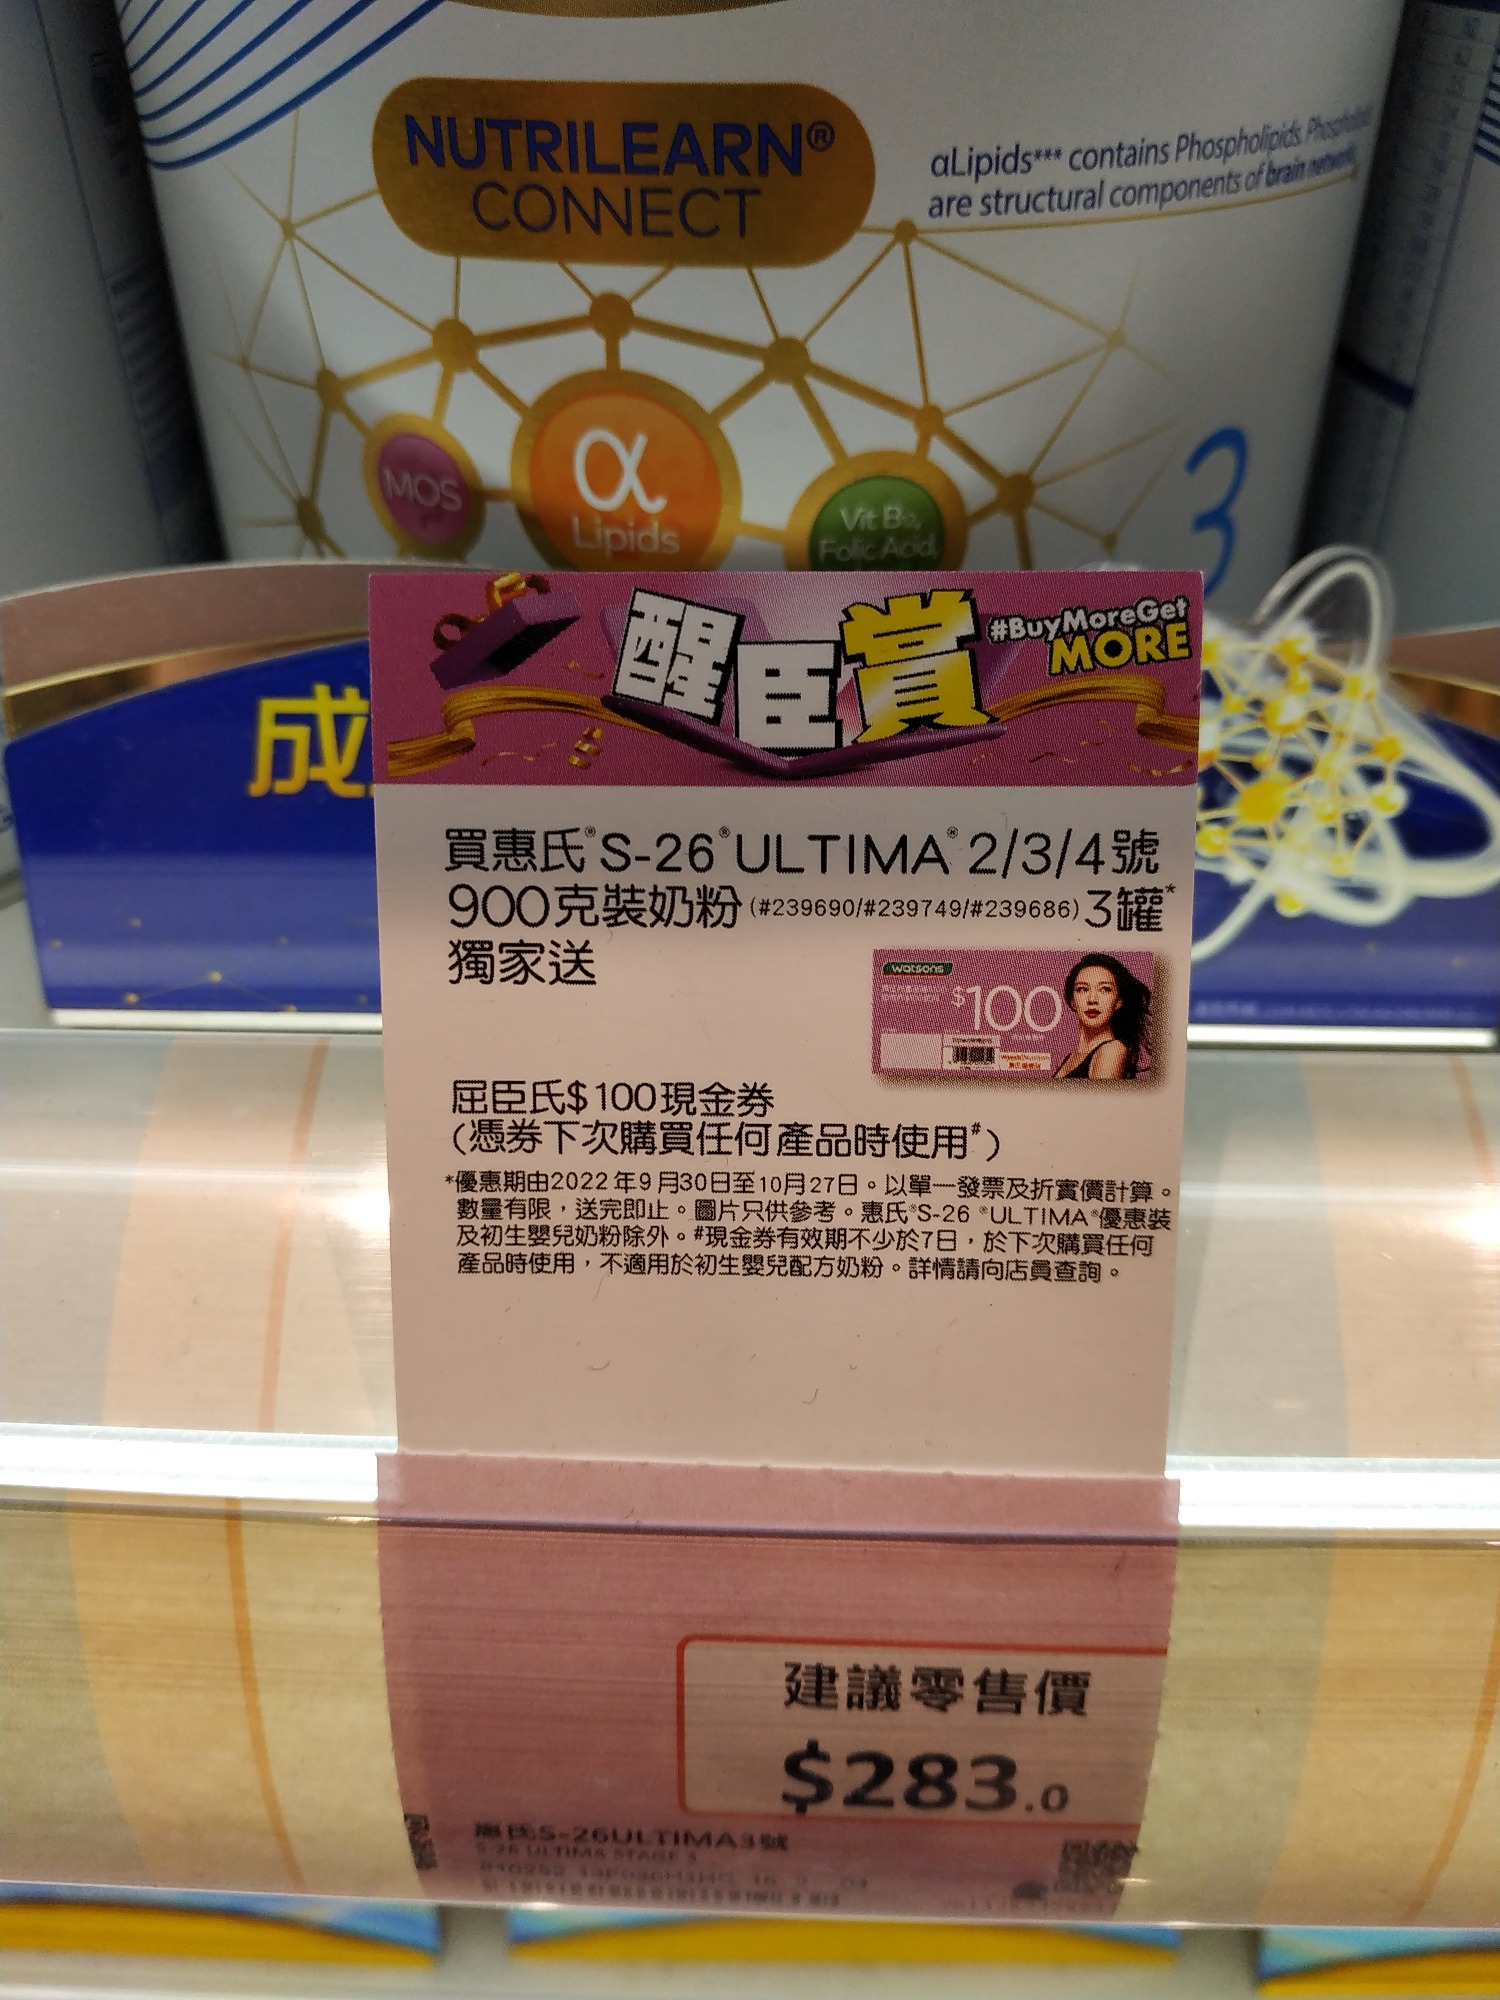 NUTRILEARN®
CONNECT
αLipids*** contains Phospholipids.
are structural components of brain network
MOS
α
Lipids
Vit B12,
Folic Acid,
3
醒臣賞
#BuyMoreGet
MORE
成
買惠氏®S-26®ULTIMA®2/3/4號
900克裝奶粉(#239690/#239749/#239686)3罐*
獨家送
watsons
$100
屈臣氏$100現金券
(憑券下次購買任何產品時使用#)
*優惠期由2022年9月30日至10月27日。以單一發票及折實價計算。
數量有限，送完即止。圖片只供參考。惠氏®S-26 ®ULTIMA®優惠裝
及初生嬰兒奶粉除外。#現金券有效期不少於7日，於下次購買任何
產品時使用，不適用於初生嬰兒配方奶粉。詳情請向店員查詢。
建議零售價
$283.0
惠氏S-26ULTIMA3號
S-26 ULTIMA STAGE 3